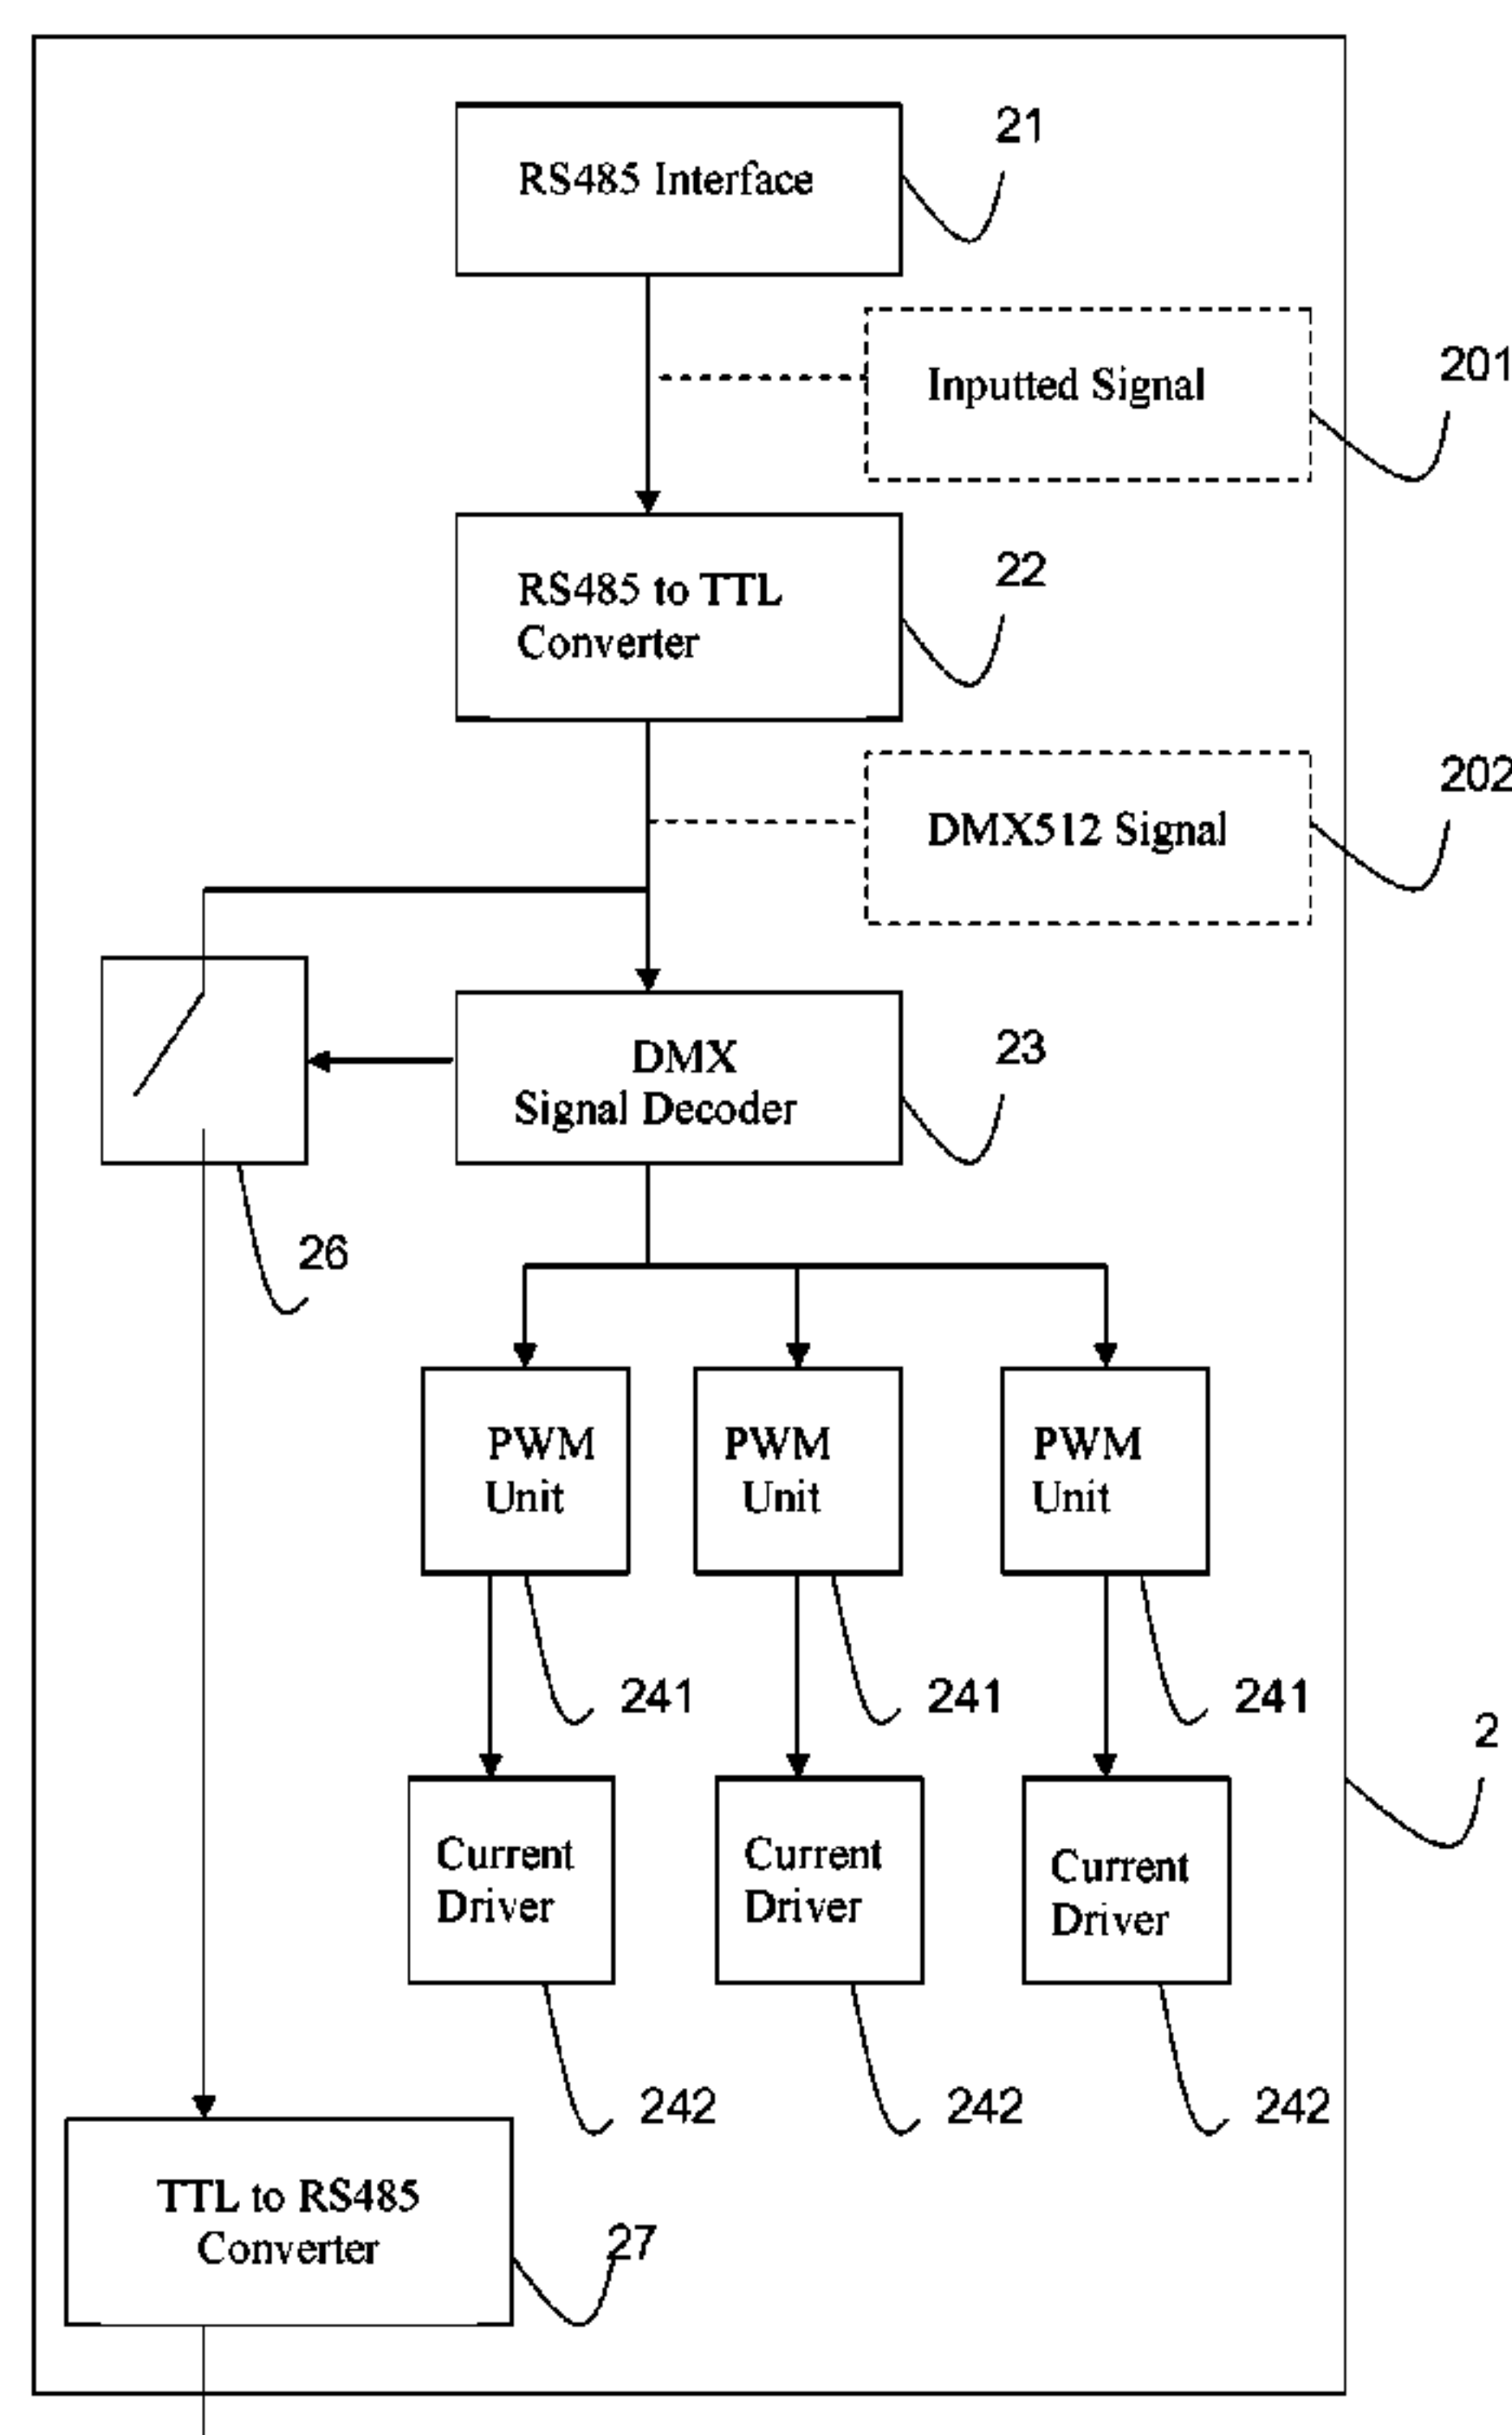 21
RS485 Interface
201
Inputted Signal
22
RS485 to TTL
Converter
202
DMX512 Signal
23
DMX
Signal Decoder
26
PWM
Unit
PWM
Unit
PWM
Unit
241
241
241
2
Current
Driver
Current
Driver
Current
Driver
242
242
242
TTL to RS485
Converter
27